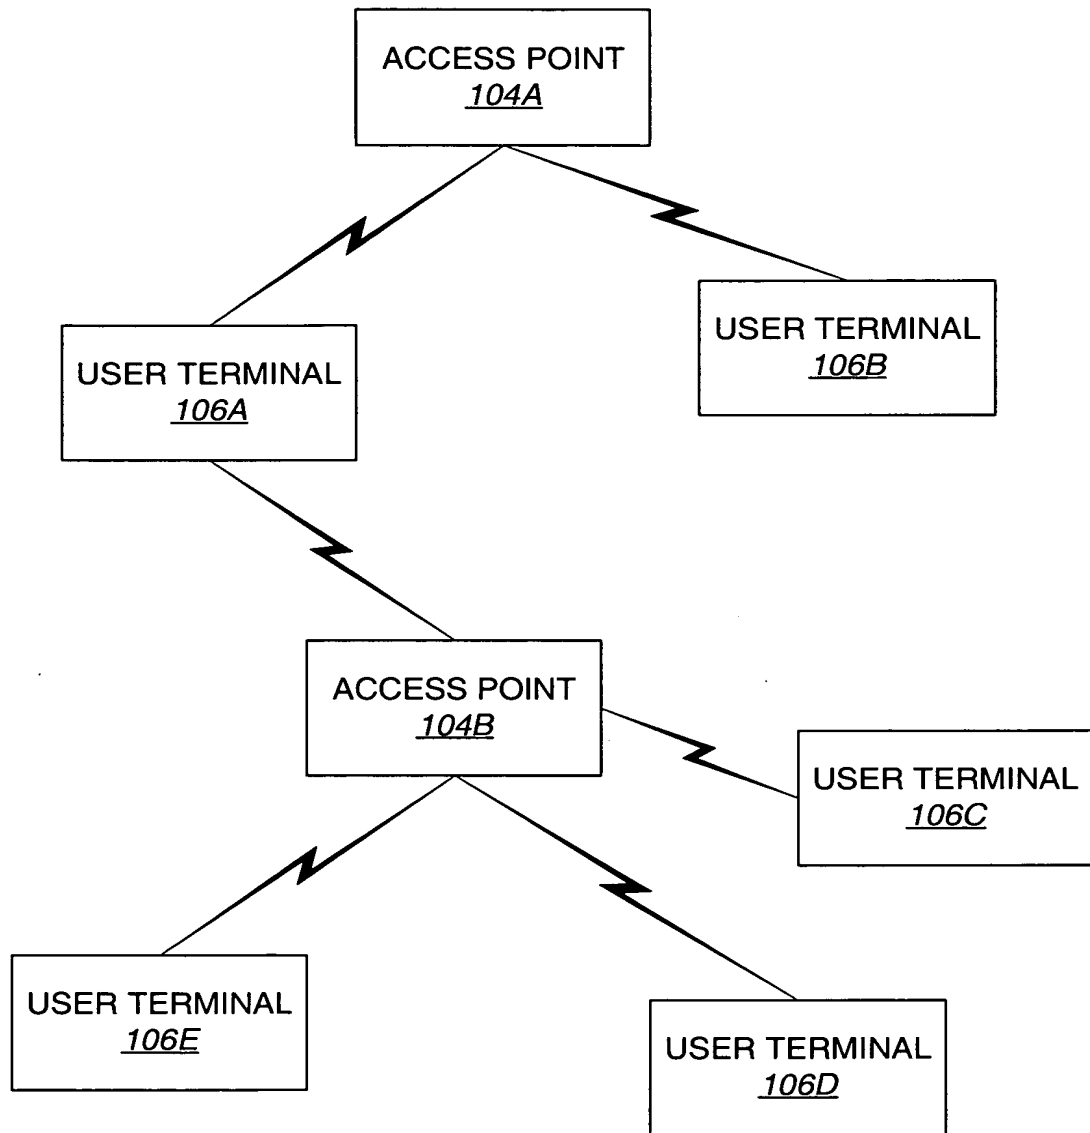 ACCESS POINT
104A
USER TERMINAL
106B
USER TERMINAL
106A
ACCESS POINT
104B
USER TERMINAL
106C
USER TERMINAL
106E
USER TERMINAL
106D